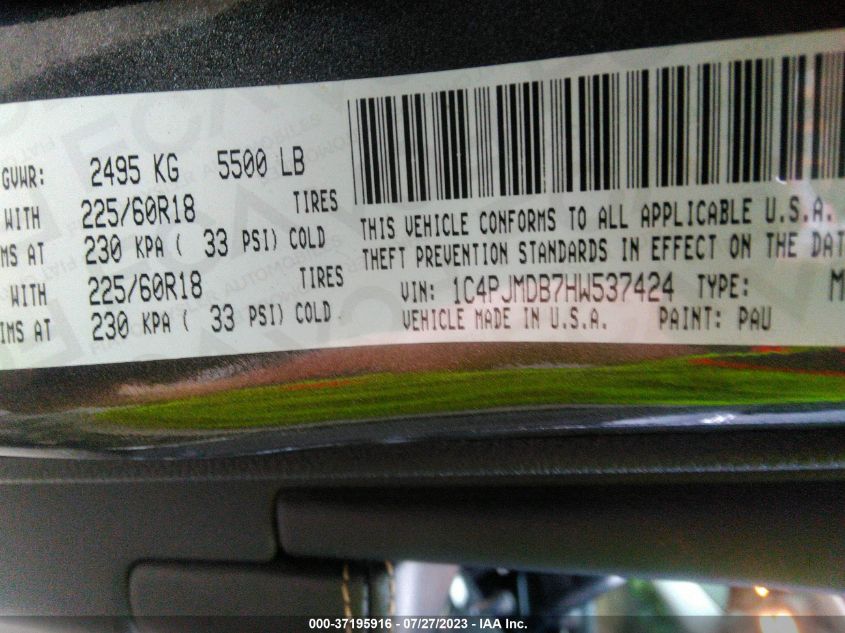 GVWR: 2495 KG 5500 LB
WITH 225/60R18 TIRES
MS AT 230 KPA ( 33 PSI) COLD
WITH 225/60R18 TIRES
IMS AT 230 KPA ( 33 PSI) COLD
THIS VEHICLE CONFORMS TO ALL APPLICABLE U.S.A.
THEFT PREVENTION STANDARDS IN EFFECT ON THE DAT
VIN: 1C4PJMDB7HW537424 TYPE: M
VEHICLE MADE IN U.S.A. PAINT: PAU
000-37195916 - 07/27/2023 - IAA Inc.